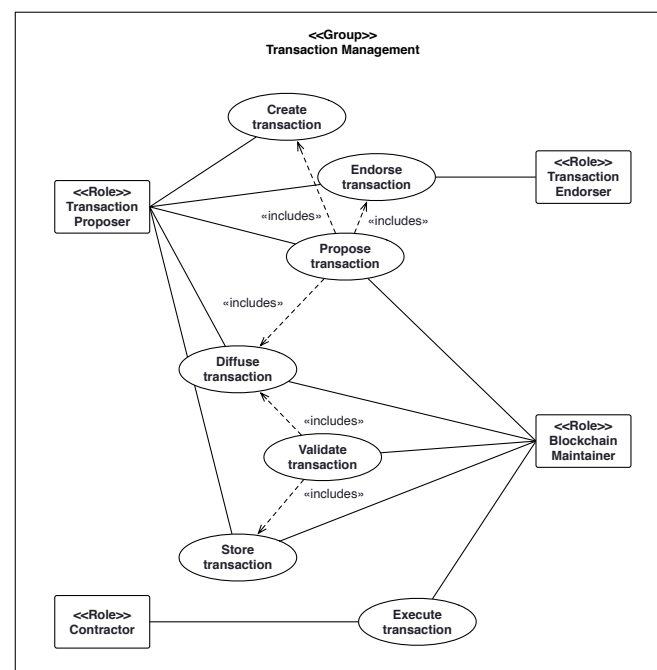 <<Group>>
Transaction Management
Create
transaction
Endorse
transaction
<<Role>>
Transaction
Endorser
<<Role>>
Transaction
Proposer
«includes»
«includes»
Propose
transaction
«includes»
Diffuse
transaction
«includes»
<<Role>>
Blockchain
Maintainer
Validate
transaction
«includes»
Store
transaction
<<Role>>
Contractor
Execute
transaction